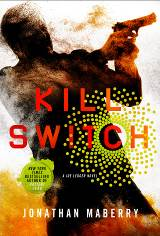 KILL
SWITCH
A JOE LEDGER NOVEL
NEW YORK
TIMES
BESTSELLING
AUTHOR OF
JONATHAN MABERRY